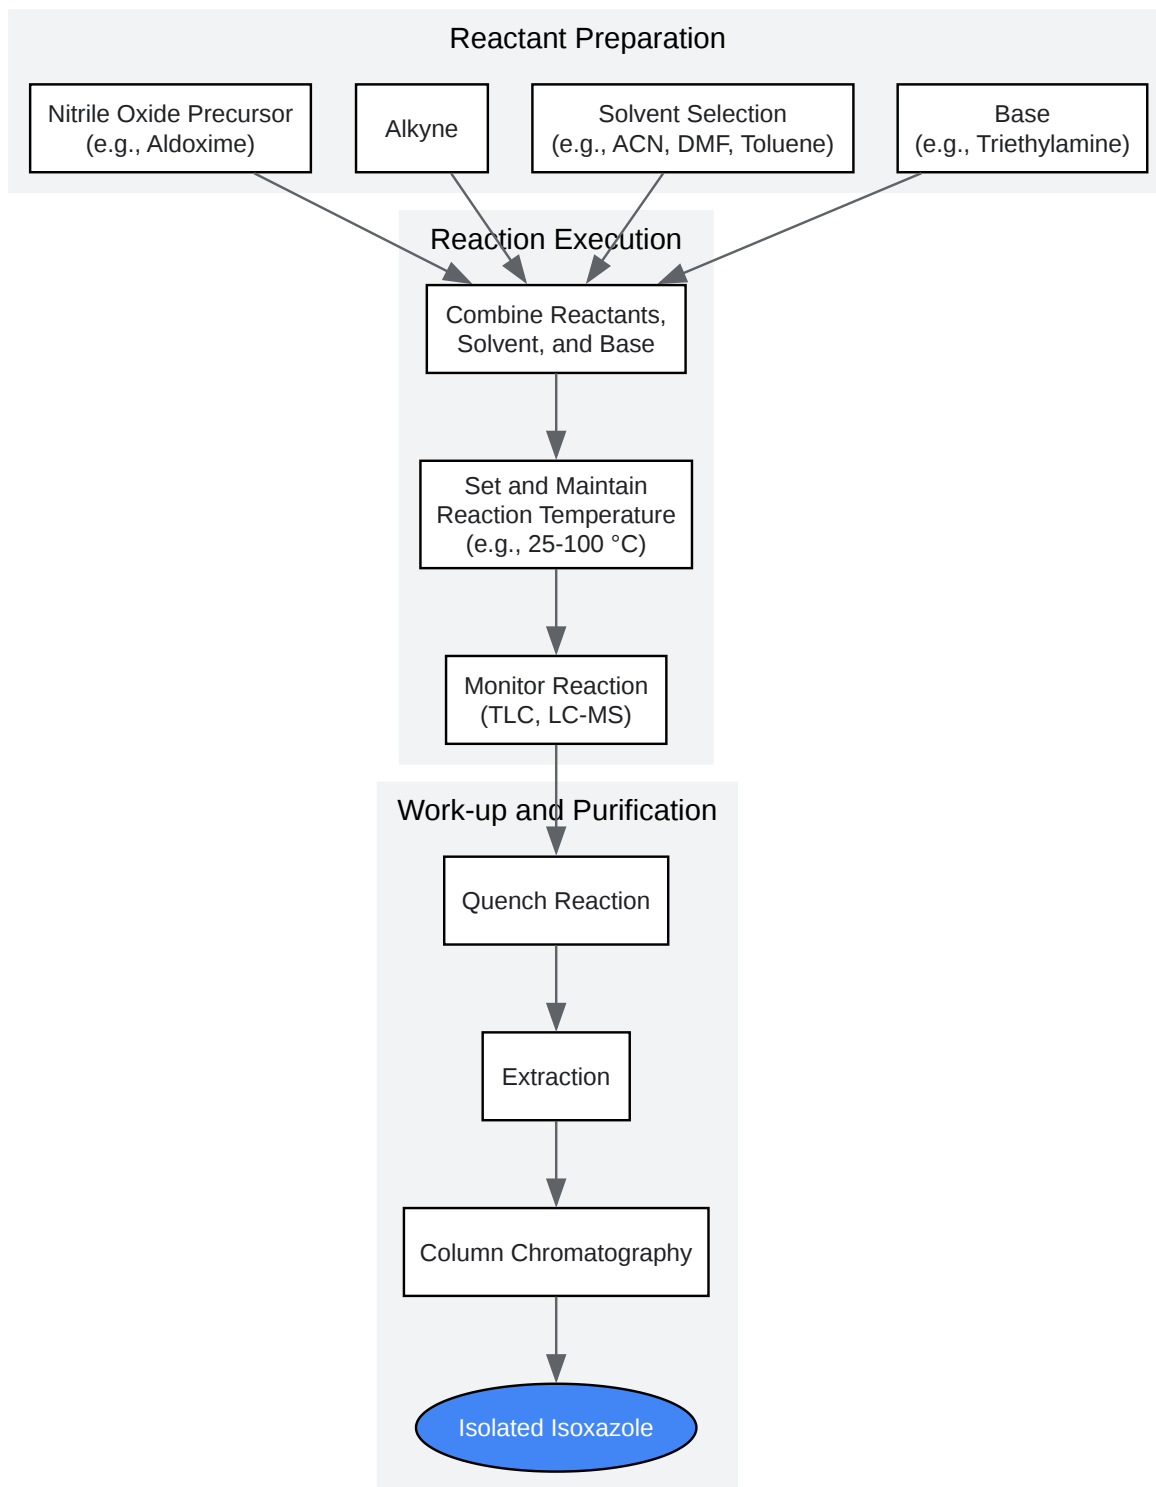 Reactant Preparation
Nitrile Oxide Precursor
(e.g., Aldoxime)
Alkyne
Solvent Selection
(e.g., ACN, DMF, Toluene)
Base
(e.g., Triethylamine)
Reaction Execution
Combine Reactants,
Solvent, and Base
Set and Maintain
Reaction Temperature
(e.g., 25-100 °C)
Monitor Reaction
(TLC, LC-MS)
Work-up and Purification
Quench Reaction
Extraction
Column Chromatography
Isolated Isoxazole